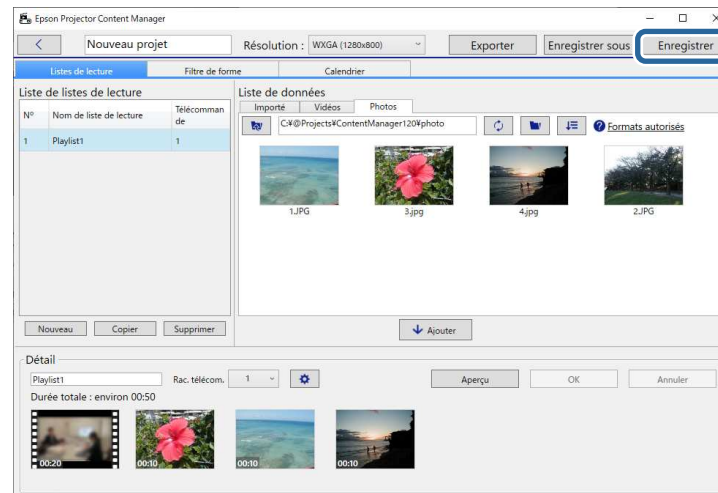 Epson Projector Content Manager
Nouveau projet
Résolution : WXGA (1280x800)
Exporter
Enregistrer sous
Enregistrer
Listes de lecture
Filtre de forme
Calendrier
Liste de listes de lecture
Nº
Nom de liste de lecture
Télécomman
de
1
Playlist1
1
Nouveau
Copier
Supprimer
Liste de données
Importé
Vidéos
Photos
C:¥@Projects¥ContentManager120¥photo
Formats autorisés
1.JPG
3.jpg
4.jpg
2.JPG
Ajouter
Détail
Playlist1
Rac. télécom.
1
Aperçu
OK
Annuler
Durée totale : environ 00:50
00:20
00:10
00:10
00:10